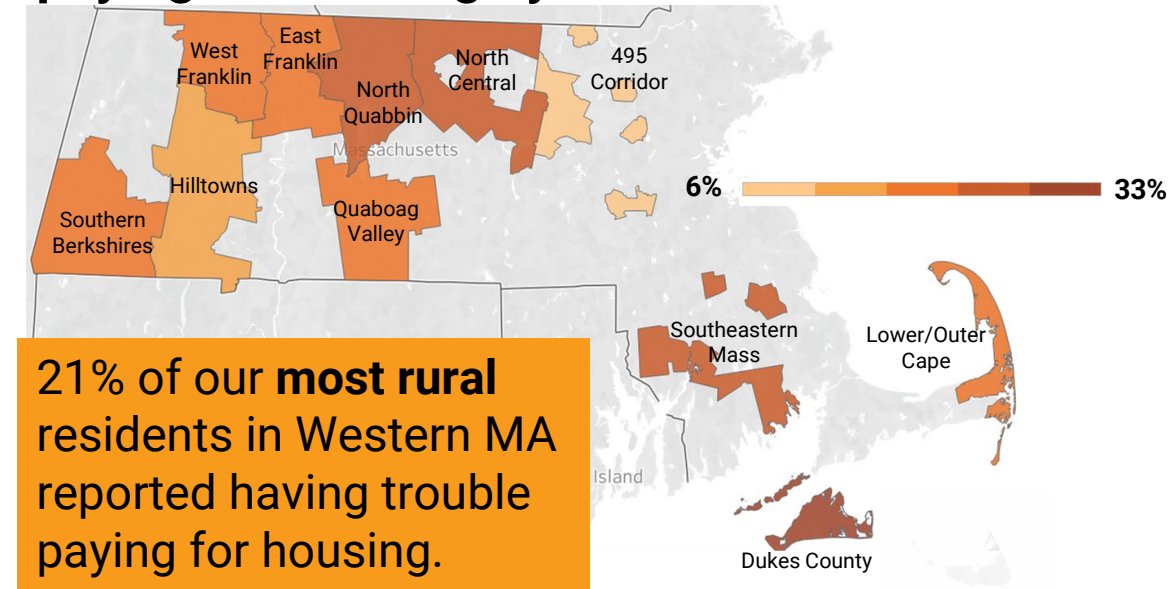 West
Franklin
East
Franklin
North
Quabbin
North
Central
495
Corridor
Massachusetts
6%
33%
Hilltowns
Southern
Berkshires
Quaboag
Valley
Southeastern
Mass
Lower/Outer
Cape
21% of our most rural
residents in Western MA
reported having trouble
paying for housing.
Island
Dukes County